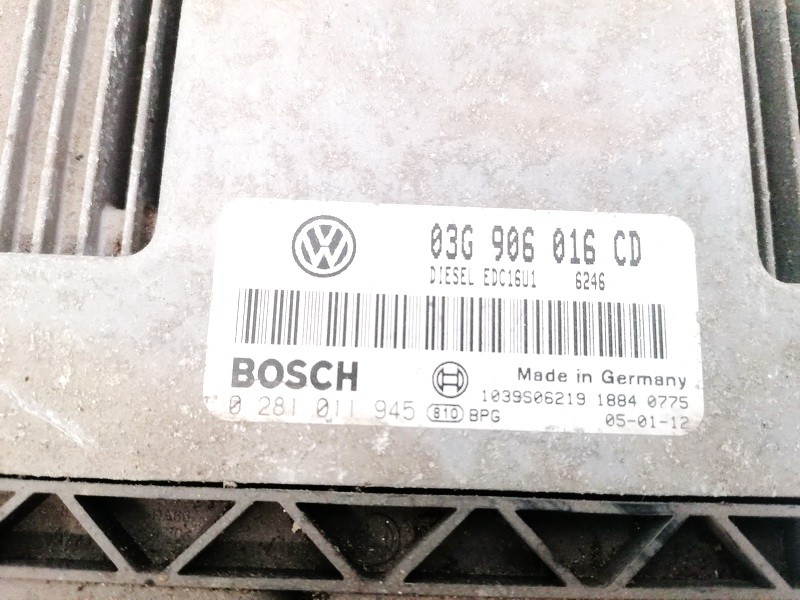 03G 906 016 CD
DIESEL EDC16U1 6246
BOSCH
Made in Germany
1039S06219 1884 0775
0 281 011 945 810 BPG
05-01-12